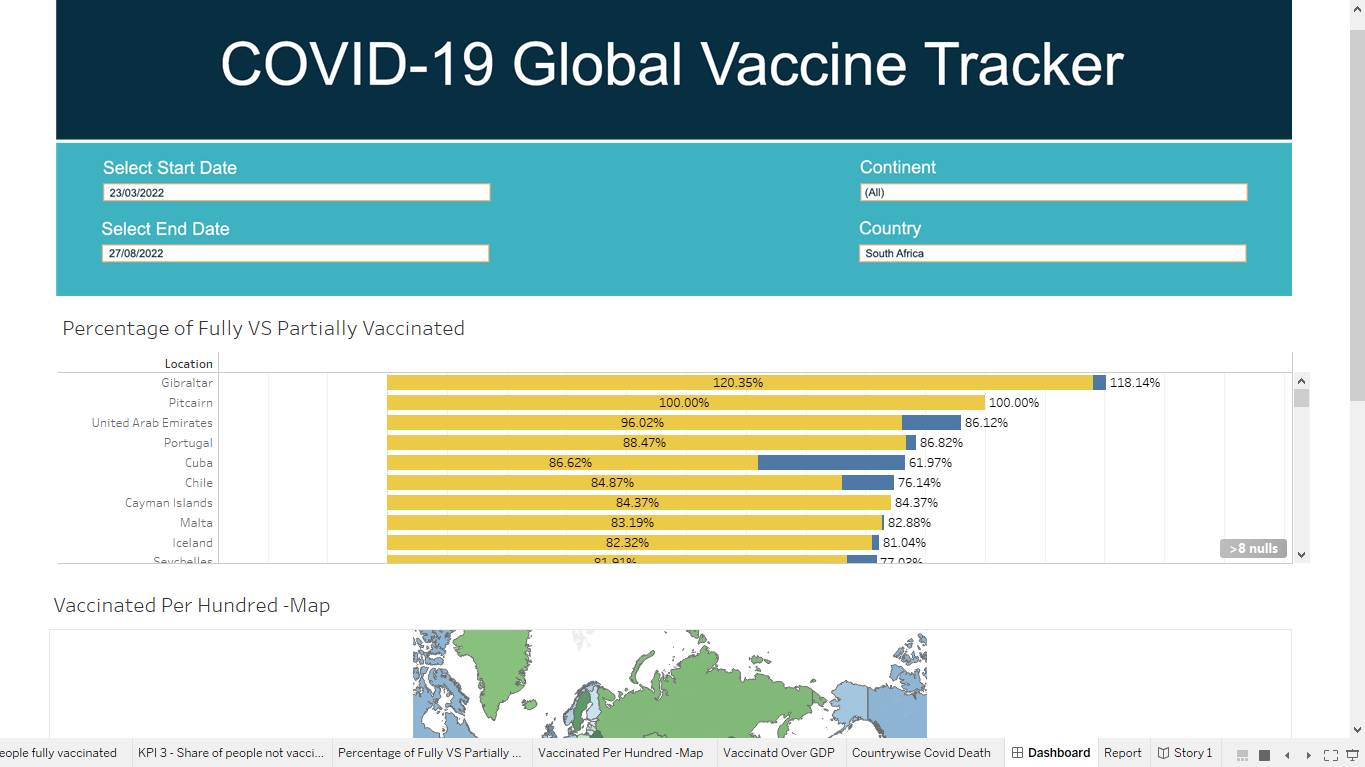 COVID-19 Global Vaccine Tracker
Select Start Date
23/03/2022
Select End Date
27/08/2022
Continent
(All)
Country
South Africa
Percentage of Fully VS Partially Vaccinated
Location
Gibraltar 120.35% 118.14%
Pitcairn 100.00% 100.00%
United Arab Emirates 96.02% 86.12%
Portugal 88.47% 86.82%
Cuba 86.62% 61.97%
Chile 84.87% 76.14%
Cayman Islands 84.37% 84.37%
Malta 83.19% 82.88%
Iceland 82.32% 81.04%
Seychelles 81.91% 77.03%
>8 nulls
Vaccinated Per Hundred -Map
eople fully vaccinated KPI 3 - Share of people not vacci... Percentage of Fully VS Partially ... Vaccinated Per Hundred -Map Vaccinatd Over GDP Countrywise Covid Death Dashboard Report Story 1